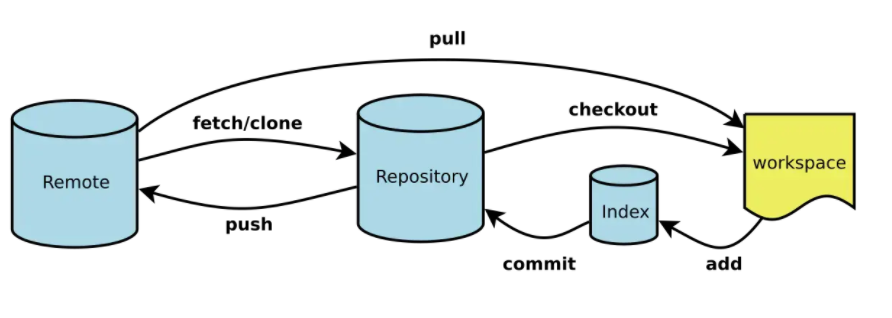 pull
fetch/clone
checkout
Remote
Repository
workspace
Index
push
commit
add